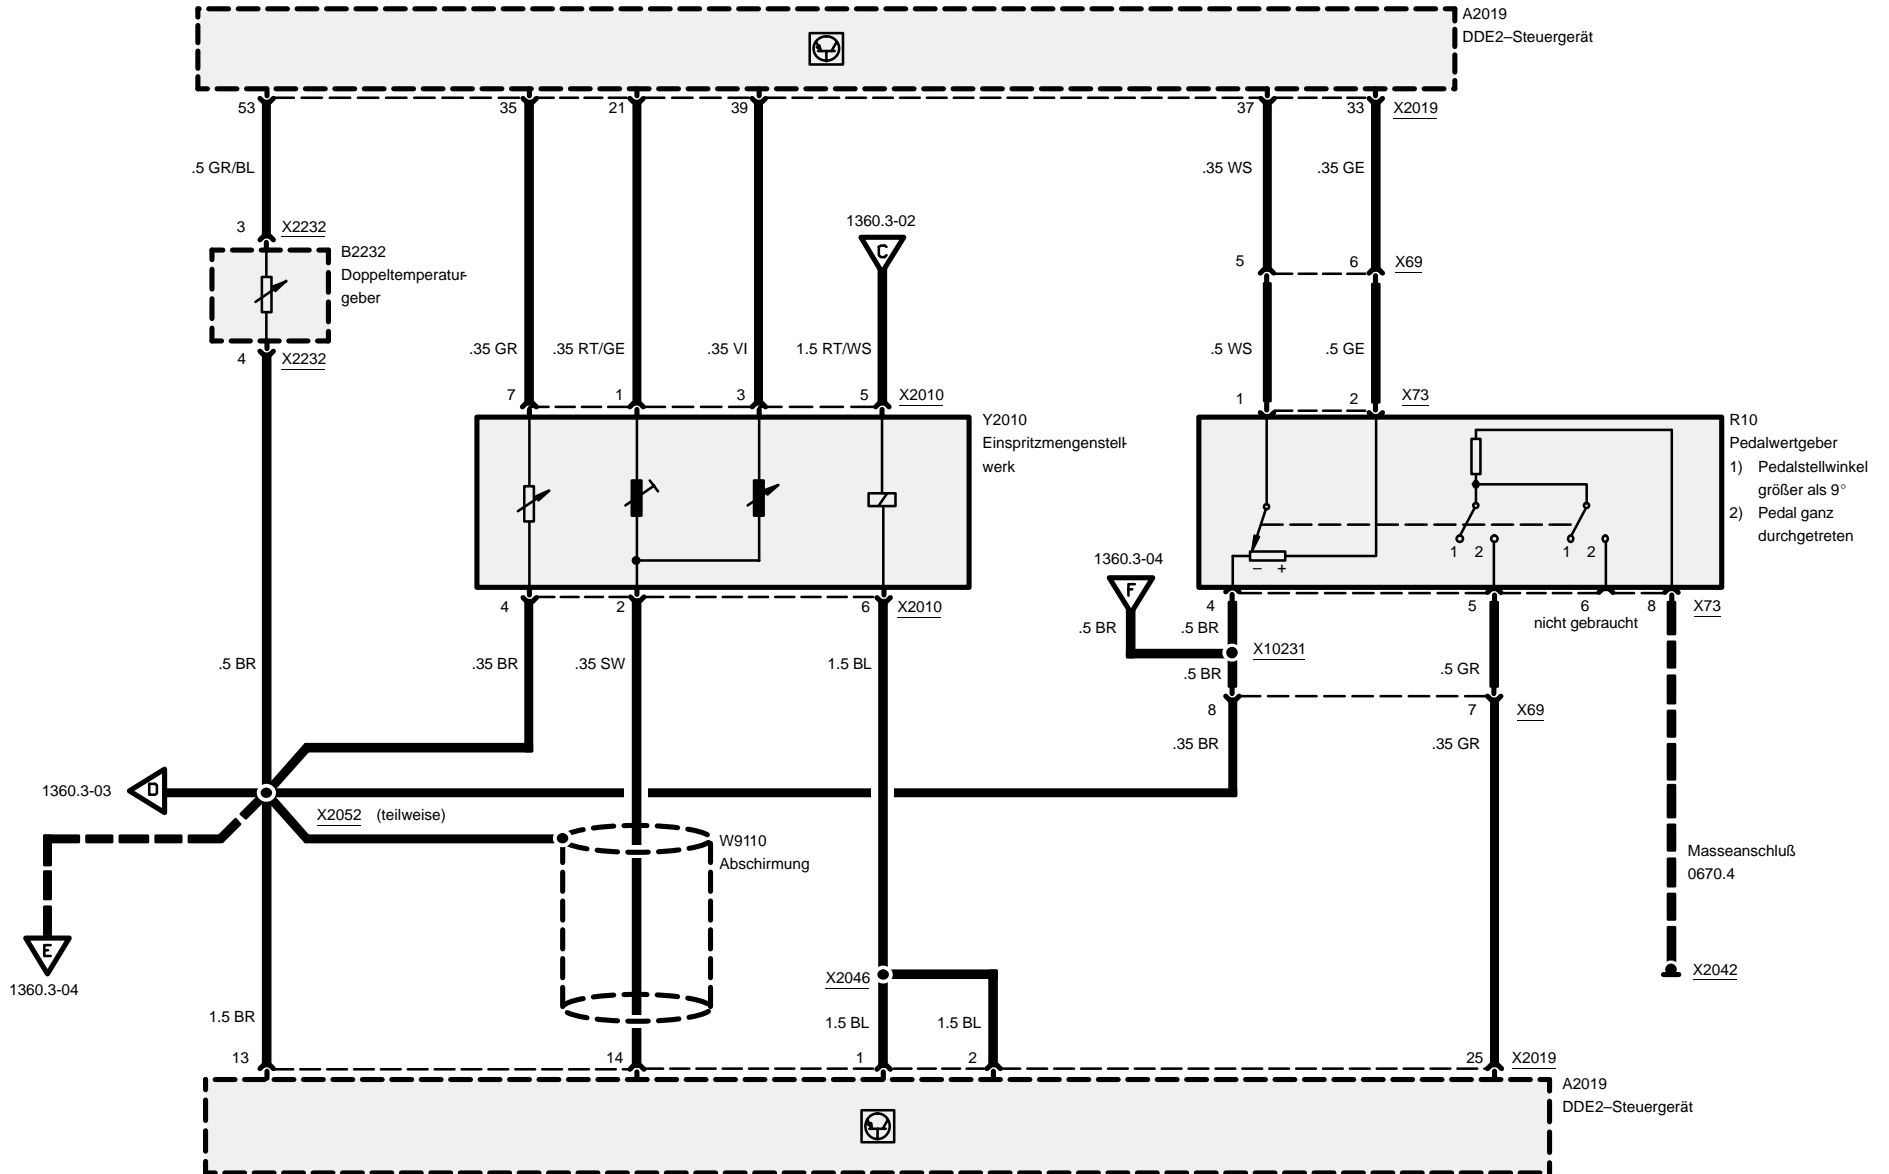 A2019
DDE2–Steuergerät
53
35
21
39
37
33
X2019
.5 GR/BL
.35 WS
.35 GE
3
X2232
1360.3-02
C
B2232
Doppeltemperatur-
geber
5
6
X69
4
X2232
.35 GR
.35 RT/GE
.35 VI
1.5 RT/WS
.5 WS
.5 GE
7
1
3
5
X2010
1
2
X73
Y2010
Einspritzmengenstell-
werk
R10
Pedalwertgeber
1) Pedalstellwinkel
größer als 9°
2) Pedal ganz
durchgetreten
1 2
1 2
– +
1360.3-04
F
4
2
6
X2010
4
5
6
8
X73
nicht gebraucht
.5 BR
.5 BR
X10231
.5 BR
.35 BR
.35 SW
1.5 BL
.5 BR
.5 GR
8
7
X69
.35 BR
.35 GR
1360.3-03
D
X2052 (teilweise)
W9110
Abschirmung
Masseanschluß
0670.4
E
1360.3-04
X2046
X2042
1.5 BR
1.5 BL
1.5 BL
13
14
1
2
25
X2019
A2019
DDE2–Steuergerät